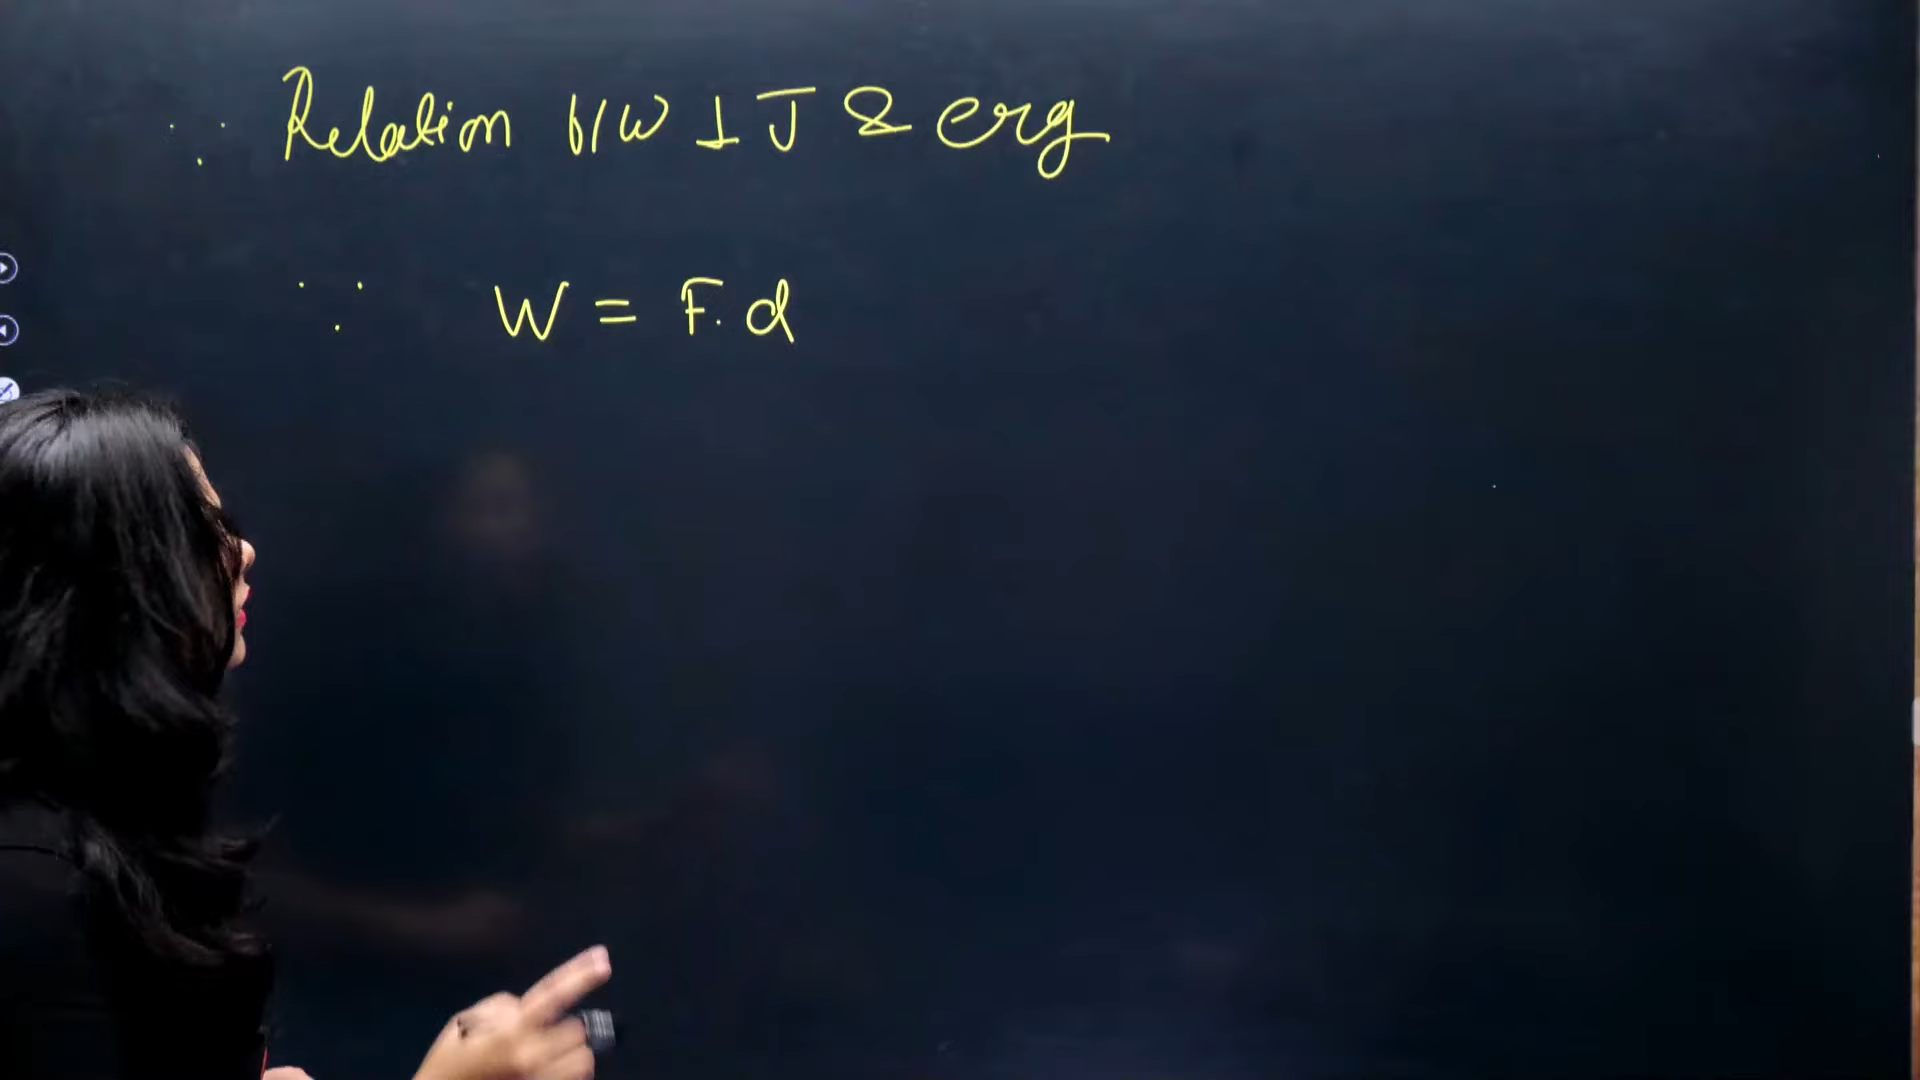 ∵ Relation b/w 1 J & erg
∵ W = F. d